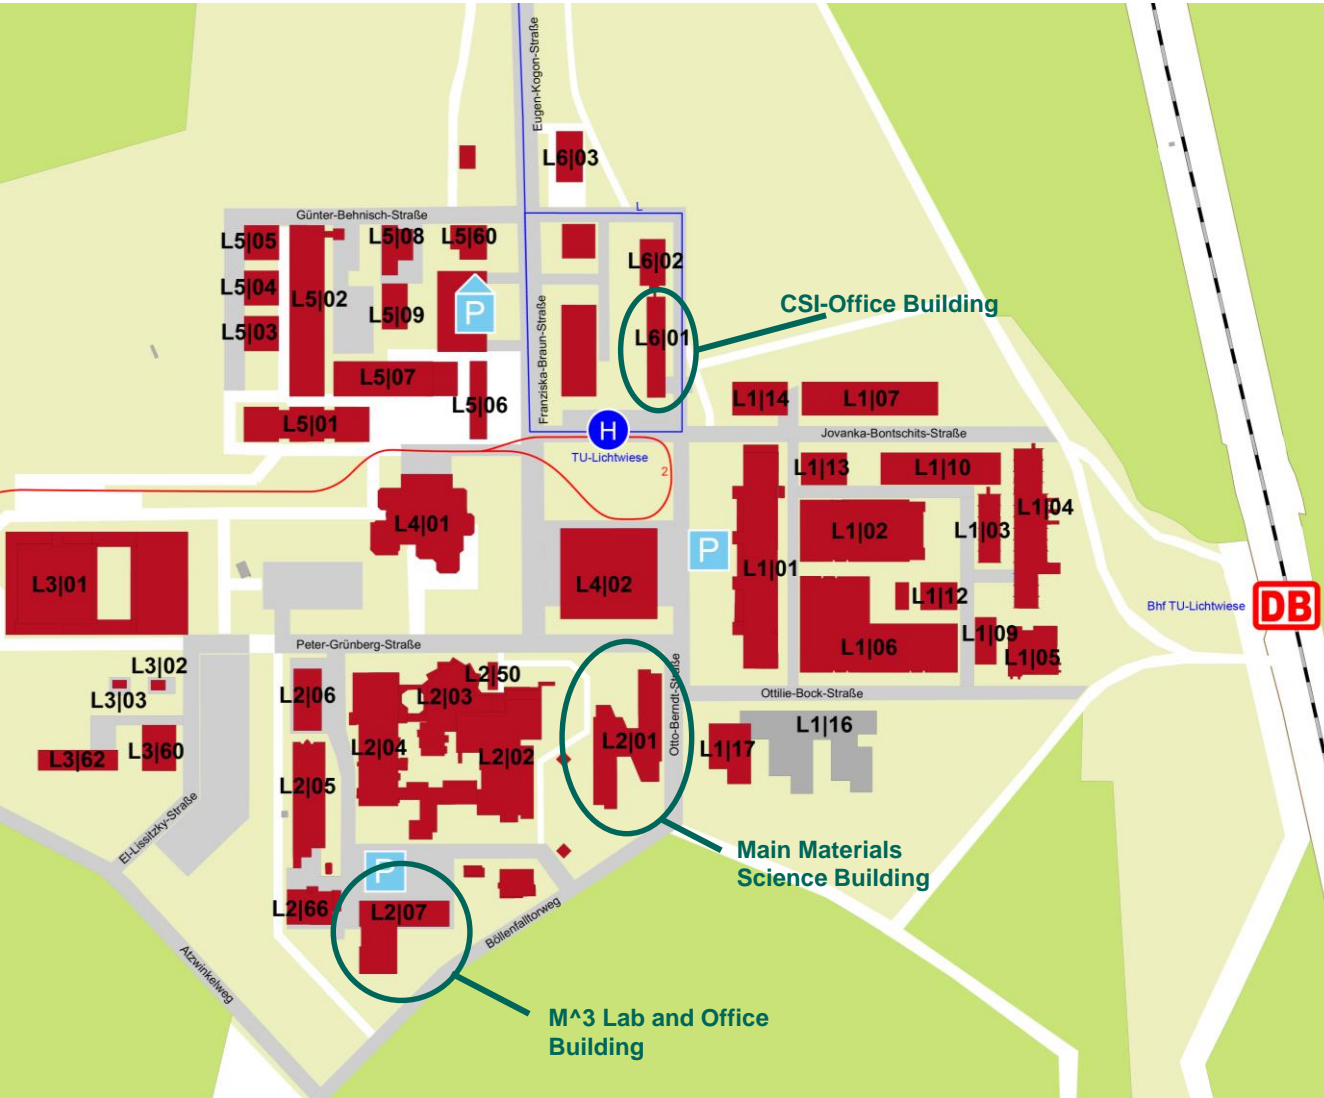 Eugen-Kogon-Straße
L6|03
Günter-Behnisch-Straße
L
L5|05
L5|08
L5|60
L6|02
L5|04
L5|02
L5|09
P
CSI-Office Building
L5|03
L6|01
Franziska-Braun-Straße
L5|07
L5|06
L1|14
L1|07
L5|01
H
TU-Lichtwiese
Jovanka-Bontschits-Straße
2
L1|13
L1|10
L1|04
L4|01
L1|02
L1|03
P
L1|01
L3|01
L4|02
L1|12
Bhf TU-Lichtwiese
DB
L1|09
L1|06
L1|05
Peter-Grünberg-Straße
L3|02
L3|03
L2|06
L2|03
L2|50
Otto-Berndt-Straße
Ottilie-Bock-Straße
L1|16
L3|62
L3|60
L2|04
L2|02
L2|01
L1|17
L2|05
El-Lissitzky-Straße
Main Materials
Science Building
P
L2|66
L2|07
Böllenfalltorweg
Atzwinkelweg
M^3 Lab and Office
Building